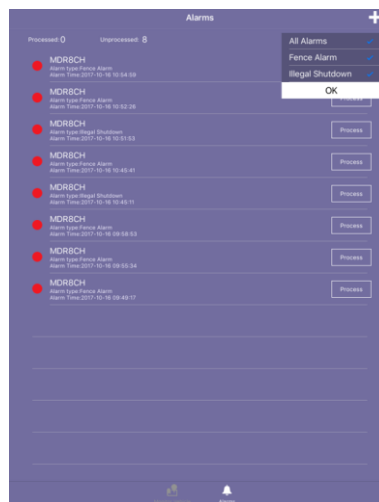 Alarms
Processed: 0 Unprocessed: 8
All Alarms
Fence Alarm
Illegal Shutdown
OK
MDR8CH
Alarm type:Fence Alarm
Alarm Time:2017-10-16 10:54:59
MDR8CH
Alarm type:Fence Alarm
Alarm Time:2017-10-16 10:52:28
Process
MDR8CH
Alarm type:Illegal Shutdown
Alarm Time:2017-10-16 10:51:53
Process
MDR8CH
Alarm type:Fence Alarm
Alarm Time:2017-10-16 10:45:41
Process
MDR8CH
Alarm type:Illegal Shutdown
Alarm Time:2017-10-16 10:45:11
Process
MDR8CH
Alarm type:Fence Alarm
Alarm Time:2017-10-16 09:58:53
Process
MDR8CH
Alarm type:Fence Alarm
Alarm Time:2017-10-16 09:55:34
Process
MDR8CH
Alarm type:Fence Alarm
Alarm Time:2017-10-16 09:49:17
Process
Alarms